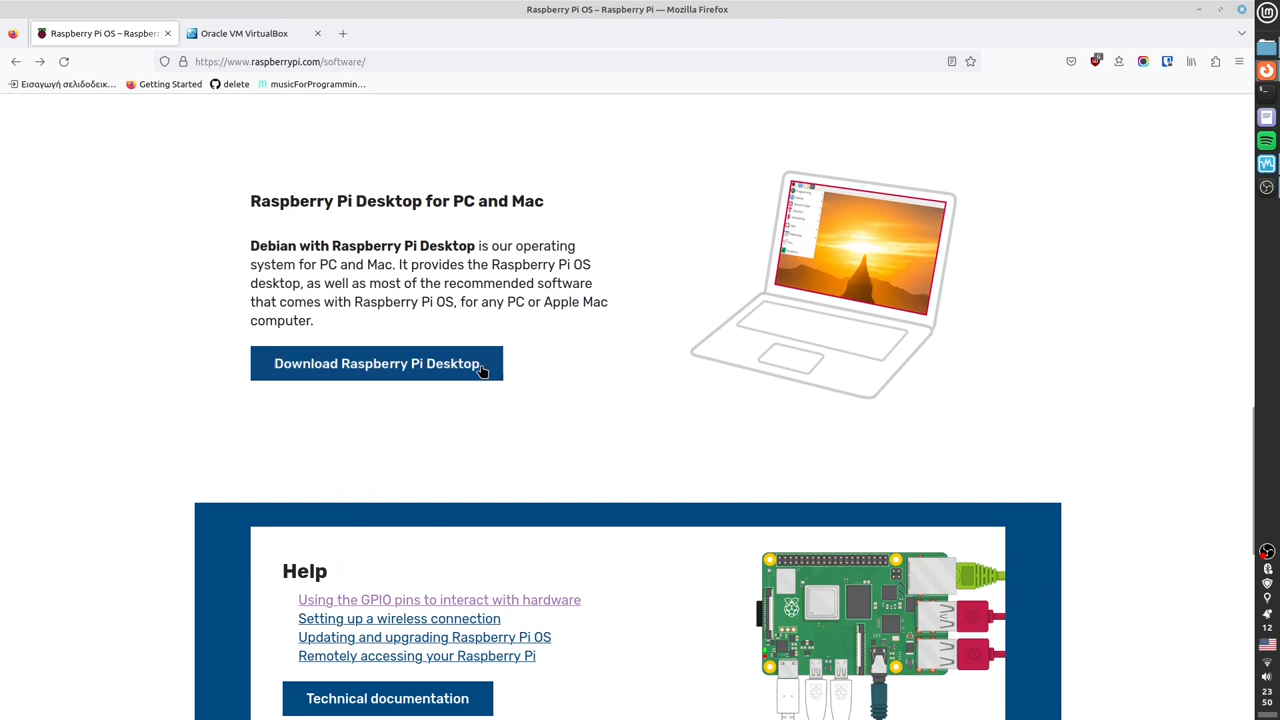 Raspberry Pi OS – Raspberry Pi — Mozilla Firefox
Raspberry Pi OS – Raspberr
Oracle VM VirtualBox
https://www.raspberrypi.com/software/
6
Εισαγωγή σελιδοδεικ…
Getting Started
delete
musicForProgrammin…
Raspberry Pi Desktop for PC and Mac
Debian with Raspberry Pi Desktop is our operating
system for PC and Mac. It provides the Raspberry Pi OS
desktop, as well as most of the recommended software
that comes with Raspberry Pi OS, for any PC or Apple Mac
computer.
Download Raspberry Pi Desktop
Help
Using the GPIO pins to interact with hardware
Setting up a wireless connection
Updating and upgrading Raspberry Pi OS
Remotely accessing your Raspberry Pi
Technical documentation
12
23
50